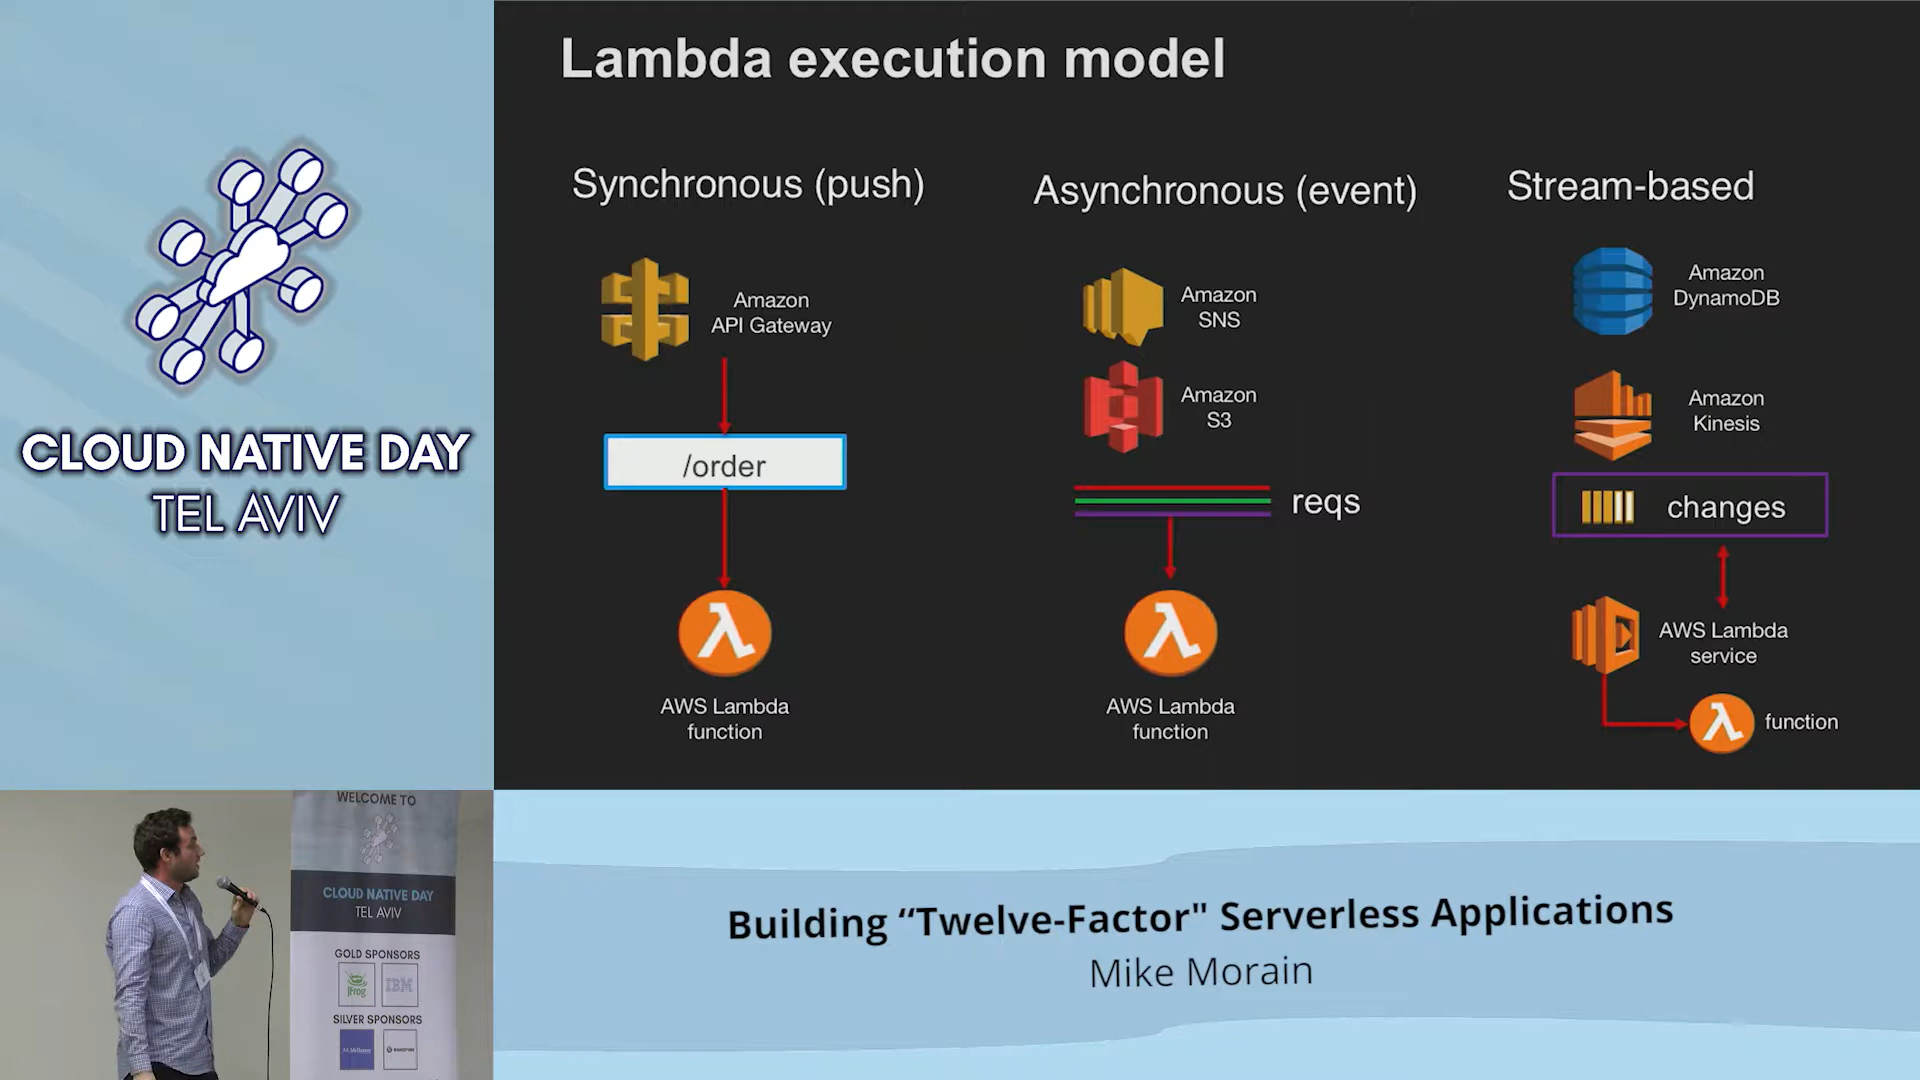 Lambda execution model
Synchronous (push)
Amazon
API Gateway
/order
AWS Lambda
function
Asynchronous (event)
Amazon
SNS
Amazon
S3
reqs
AWS Lambda
function
Stream-based
Amazon
DynamoDB
Amazon
Kinesis
changes
AWS Lambda
service
function
CLOUD NATIVE DAY
TEL AVIV
WELCOME TO
CLOUD NATIVE DAY
TEL AVIV
GOLD SPONSORS
JFrog
IBM
SILVER SPONSORS
Building “Twelve-Factor" Serverless Applications
Mike Morain